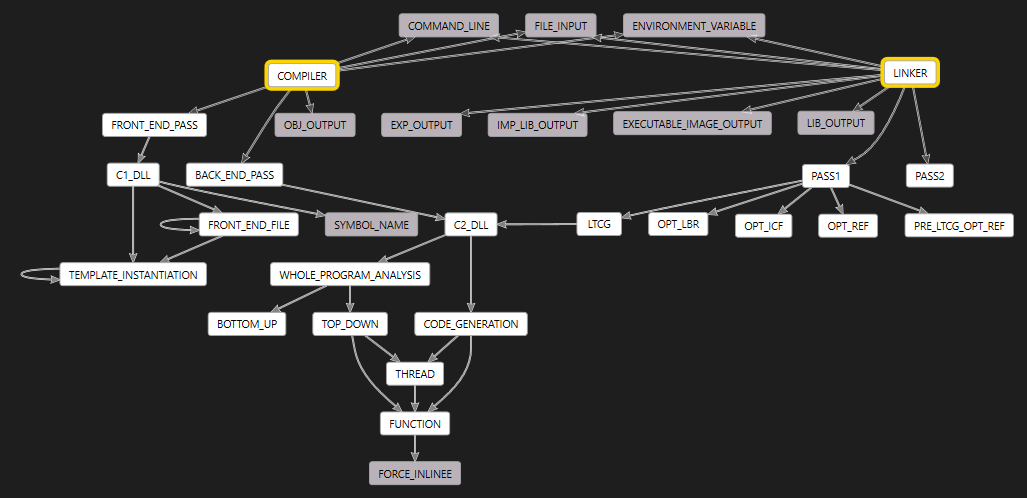 COMMAND_LINE
FILE_INPUT
ENVIRONMENT_VARIABLE
COMPILER
LINKER
FRONT_END_PASS
OBJ_OUTPUT
EXP_OUTPUT
IMP_LIB_OUTPUT
EXECUTABLE_IMAGE_OUTPUT
LIB_OUTPUT
C1_DLL
BACK_END_PASS
PASS1
PASS2
FRONT_END_FILE
SYMBOL_NAME
C2_DLL
LTCG
OPT_LBR
OPT_ICF
OPT_REF
PRE_LTCG_OPT_REF
TEMPLATE_INSTANTIATION
WHOLE_PROGRAM_ANALYSIS
BOTTOM_UP
TOP_DOWN
CODE_GENERATION
THREAD
FUNCTION
FORCE_INLINEE